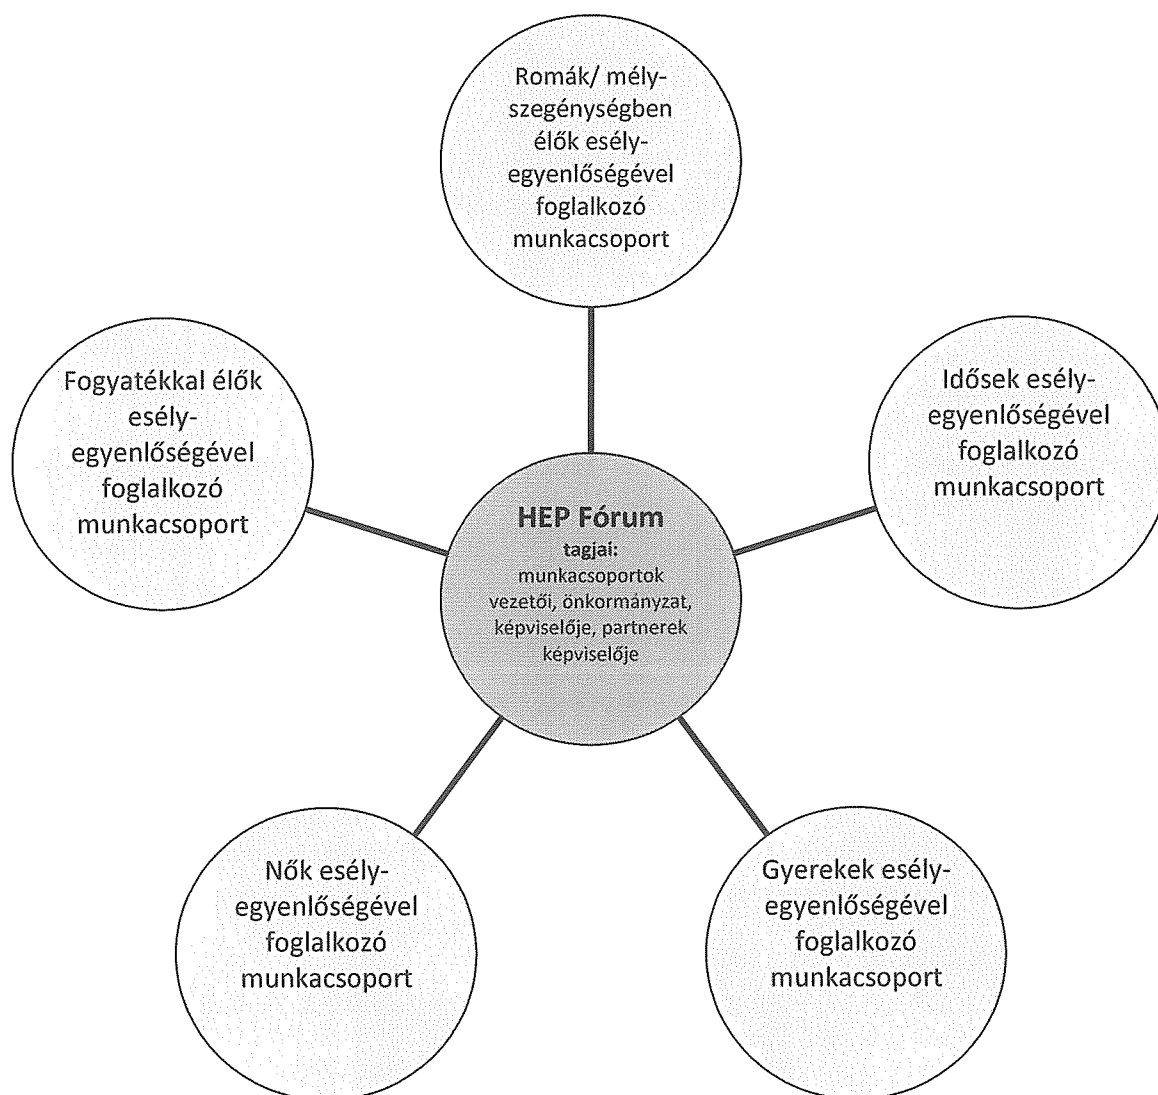 Romák/ mély-
szegénységben
élők esély-
egyenlőségével
foglalkozó
munkacsoport
Fogyatékkal élők
esély-
egyenlőségével
foglalkozó
munkacsoport
Idősek esély-
egyenlőségével
foglalkozó
munkacsoport
HEP Fórum
tagjai:
munkacsoportok
vezetői, önkormányzat,
képviselője, partnerek
képviselője
Nők esély-
egyenlőségével
foglalkozó
munkacsoport
Gyerekek esély-
egyenlőségével
foglalkozó
munkacsoport